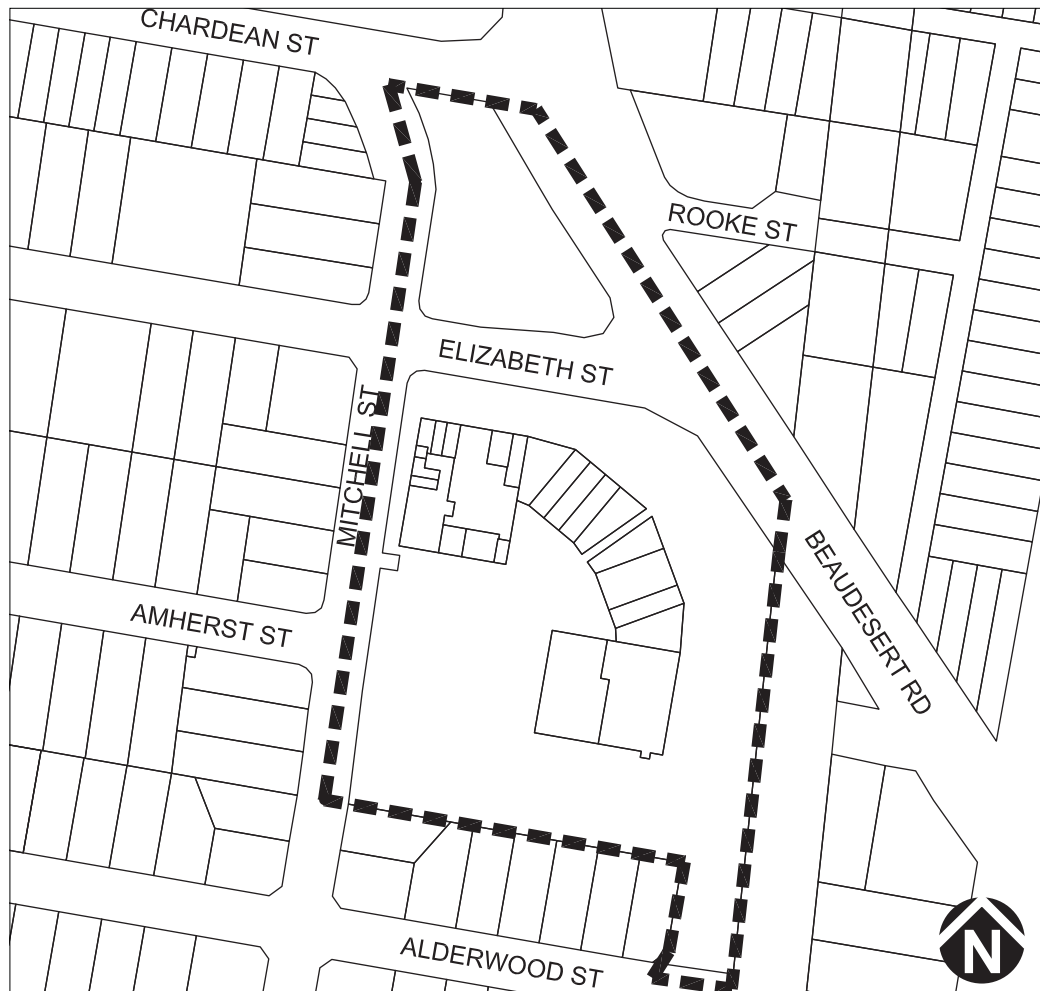 CHARDEAN ST
ROOKE ST
ELIZABETH ST
MITCHELL ST
BEAUDESERT RD
AMHERST ST
ALDERWOOD ST
N